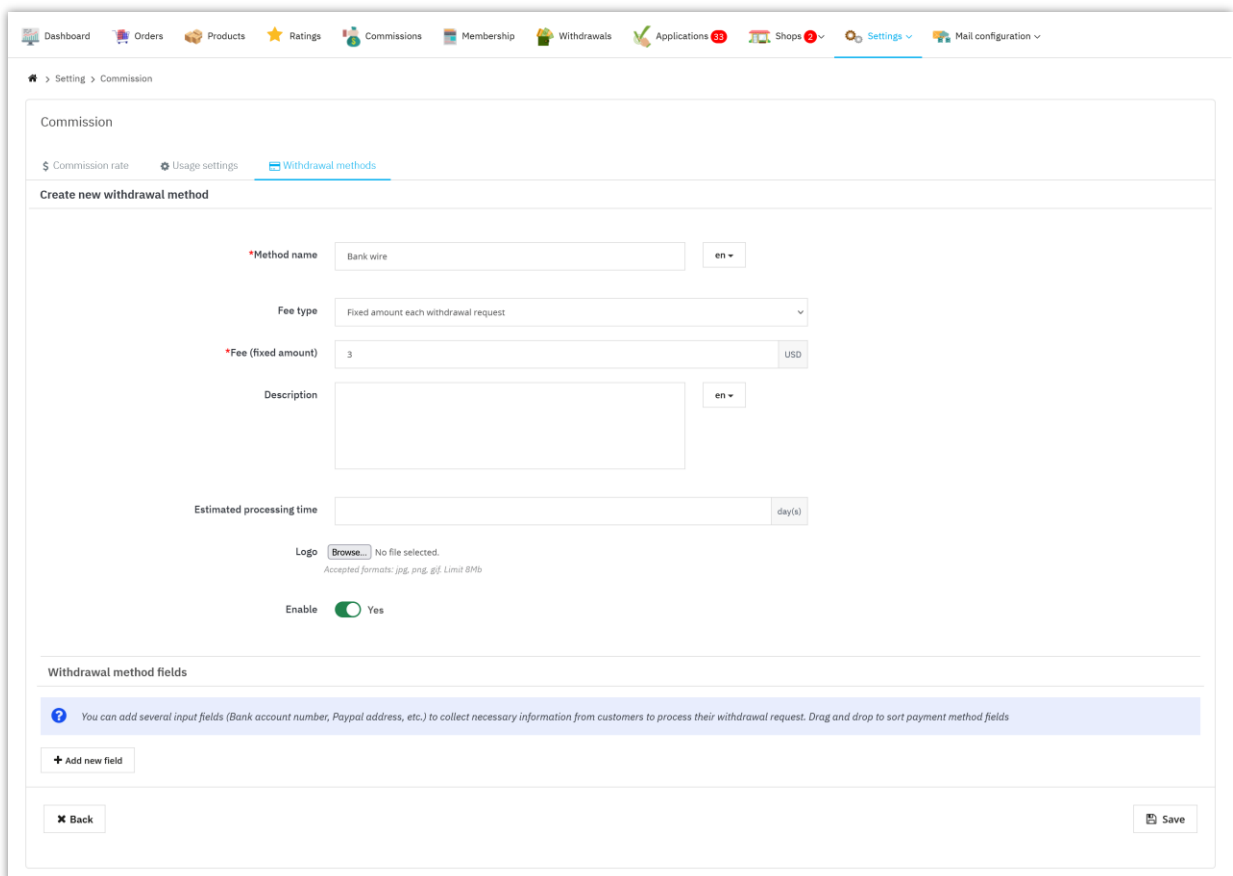 Dashboard Orders Products Ratings Commissions Membership Withdrawals Applications 33 Shops 2 Settings Mail configuration
> Setting > Commission
Commission
$ Commission rate Usage settings Withdrawal methods
Create new withdrawal method
*Method name Bank wire en
Fee type Fixed amount each withdrawal request
*Fee (fixed amount) 3 USD
Description en
Estimated processing time day(s)
Logo Browse... No file selected.
Accepted formats: jpg, png, gif. Limit 8Mb
Enable Yes
Withdrawal method fields
? You can add several input fields (Bank account number, Paypal address, etc.) to collect necessary information from customers to process their withdrawal request. Drag and drop to sort payment method fields
+ Add new field
Back Save